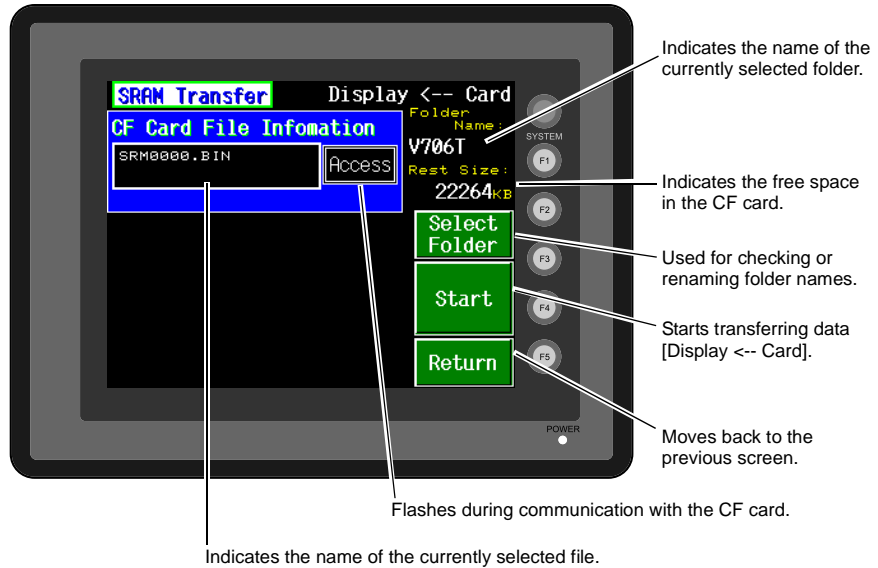 SRAM Transfer
Display <-- Card
CF Card File Infomation
SRM0000.BIN
Access
Folder
Name:
V706T
Rest Size:
22264KB
Select
Folder
Start
Return
SYSTEM
F1
F2
F3
F4
F5
POWER
Indicates the name of the
currently selected folder.
Indicates the free space
in the CF card.
Used for checking or
renaming folder names.
Starts transferring data
[Display <-- Card].
Moves back to the
previous screen.
Flashes during communication with the CF card.
Indicates the name of the currently selected file.